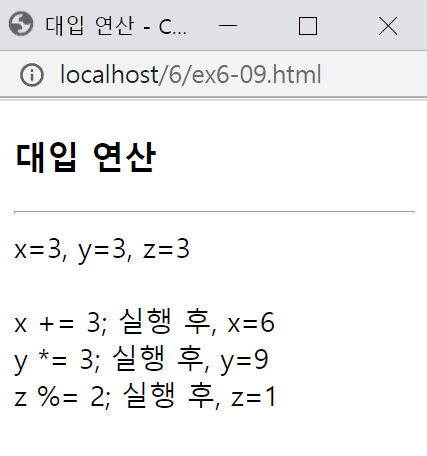 대입 연산 - C...
localhost/6/ex6-09.html
대입 연산
x=3, y=3, z=3
x += 3; 실행 후, x=6
y *= 3; 실행 후, y=9
z %= 2; 실행 후, z=1